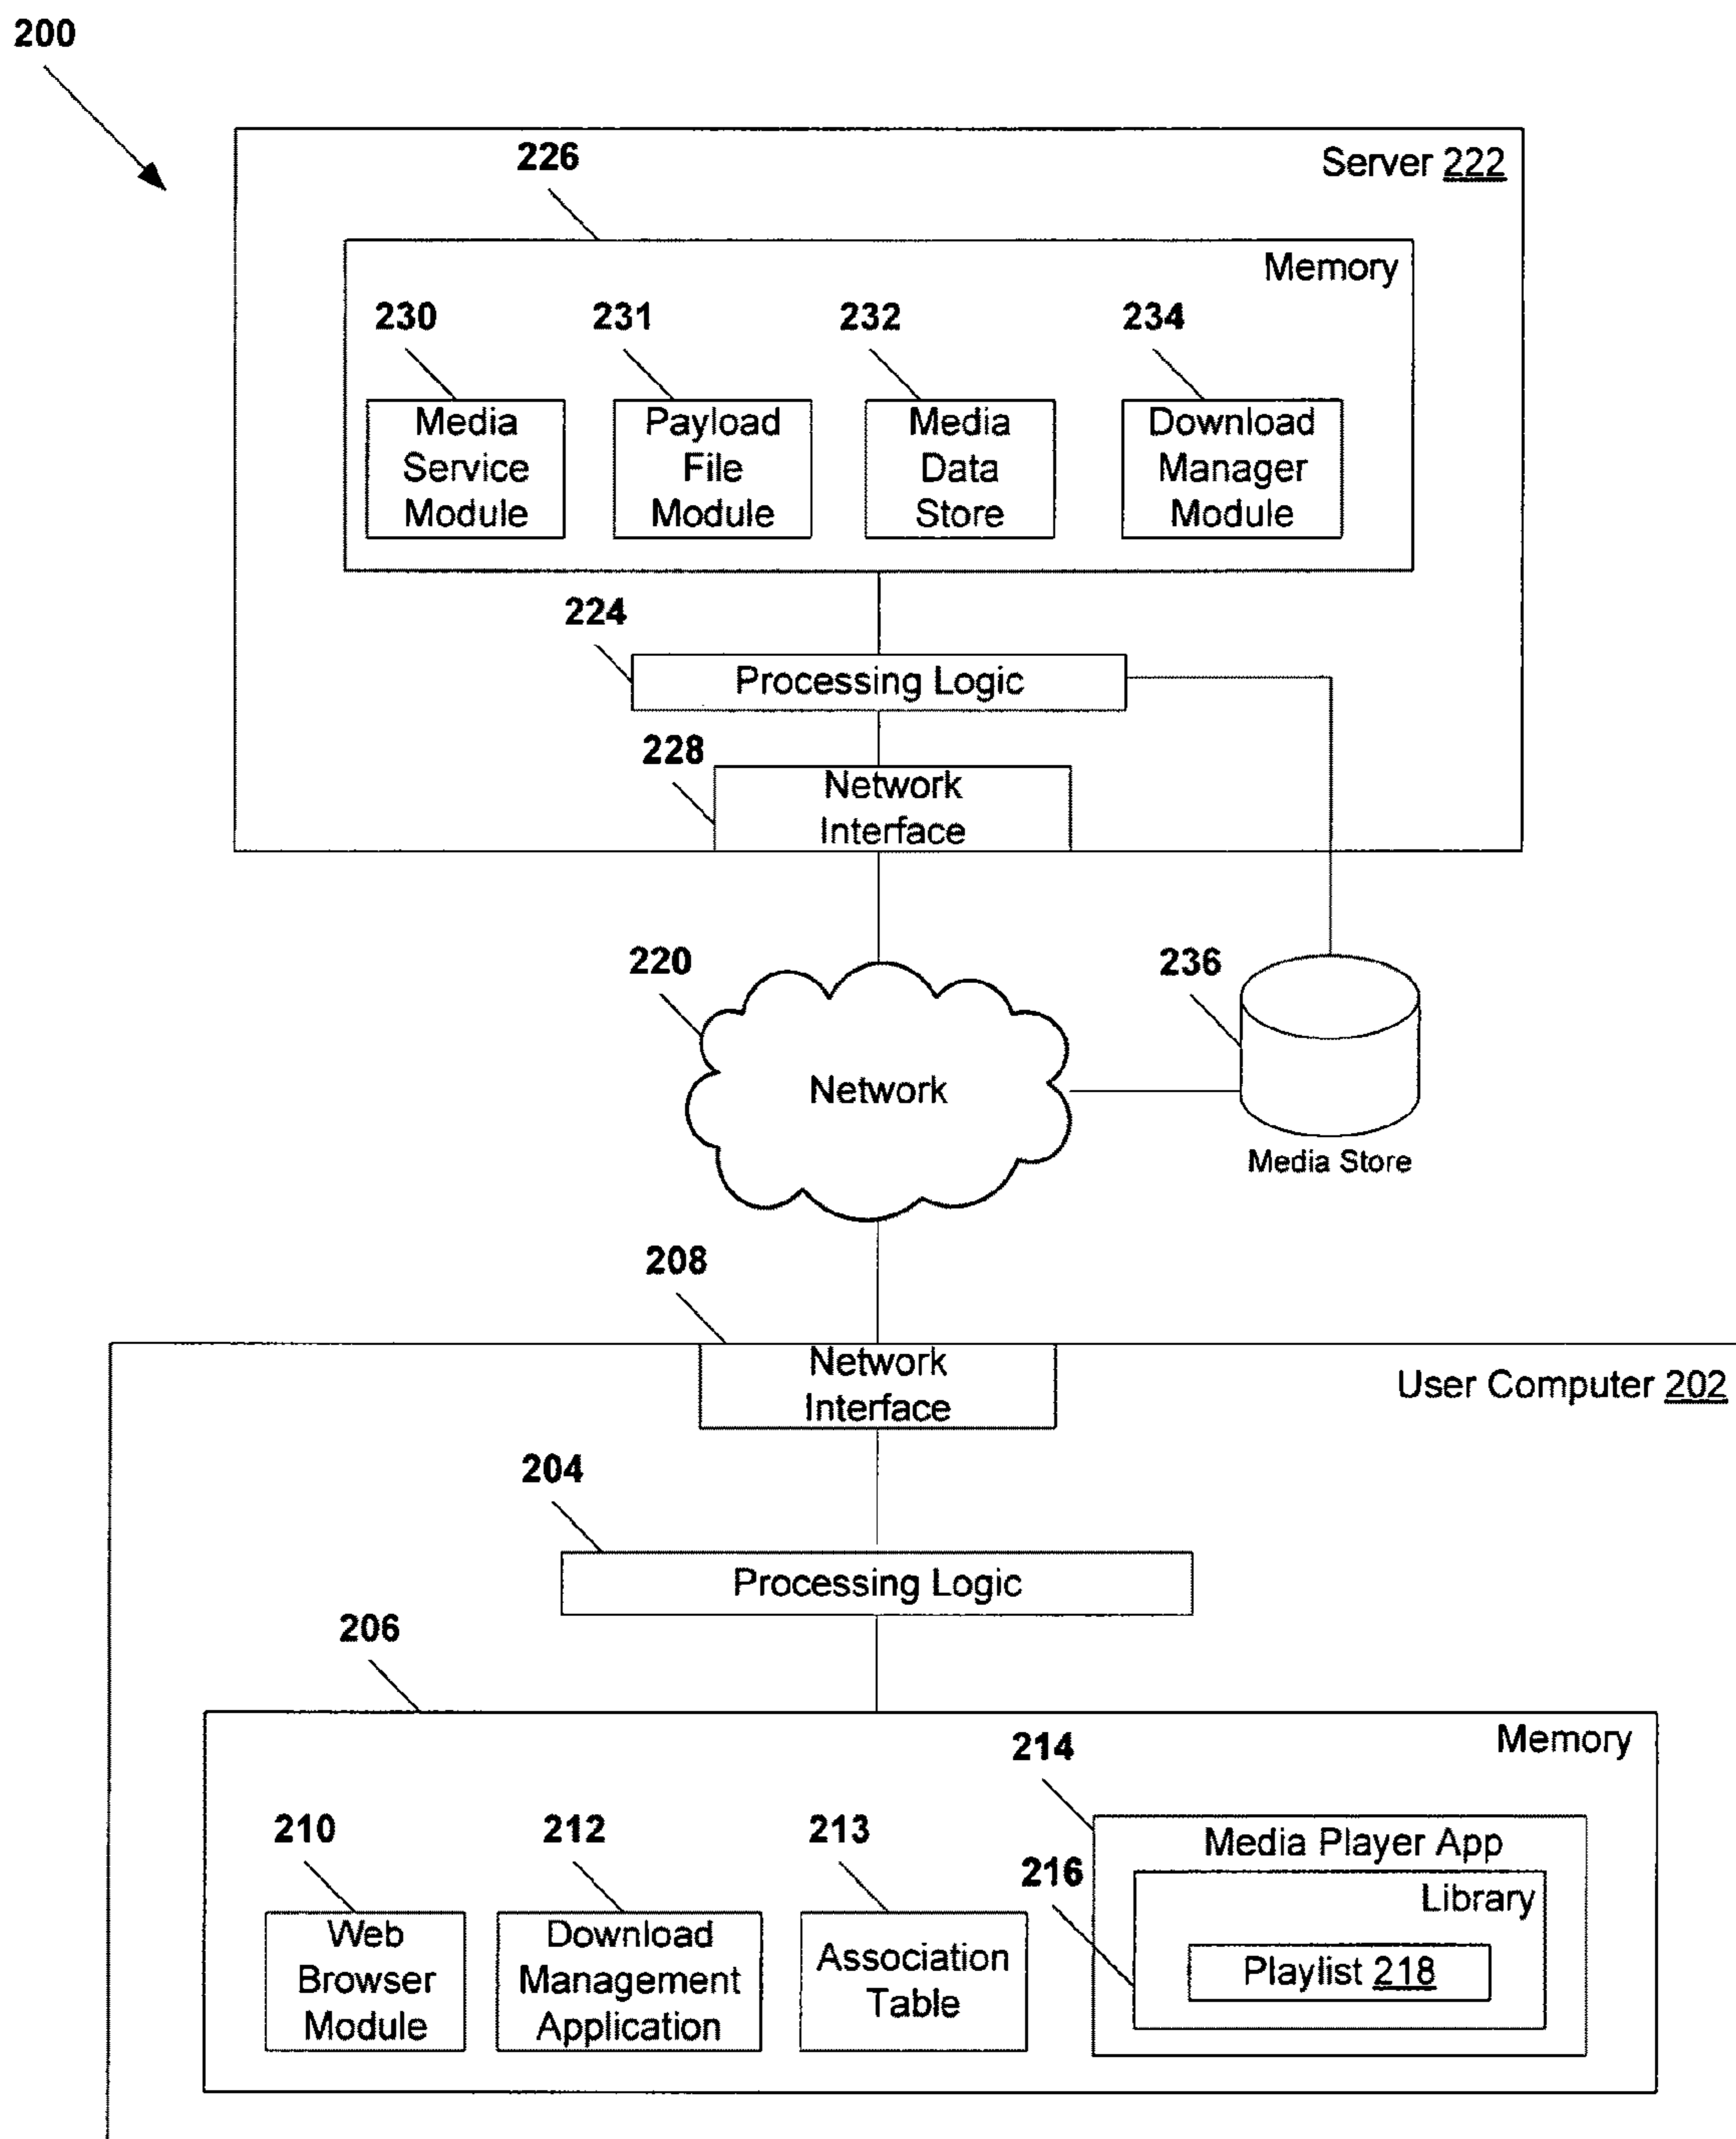 200
Server 222
226
Memory
230
231
232
234
Media
Service
Module
Payload
File
Module
Media
Data
Store
Download
Manager
Module
224
Processing Logic
228
Network
Interface
220
236
Network
Media Store
208
Network
Interface
User Computer 202
204
Processing Logic
206
Memory
214
210
212
213
Media Player App
216
Library
Web
Browser
Module
Download
Management
Application
Association
Table
Playlist 218